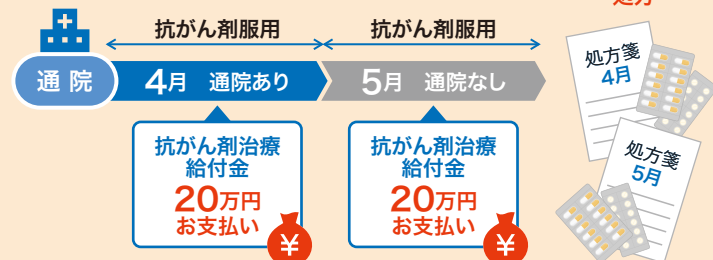 処方
抗がん剤服用
抗がん剤服用
通院
4月 通院あり
5月 通院なし
抗がん剤治療
給付金
20万円
お支払い
¥
抗がん剤治療
給付金
20万円
お支払い
¥
処方箋
4月
処方箋
5月